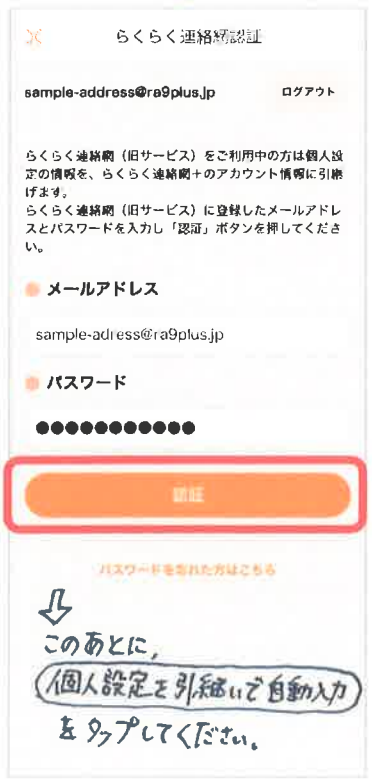 らくらく連絡網認証
sample-address@ra9plus.jp ログアウト
らくらく連絡網（旧サービス）をご利用中の方は個人設
定の情報を、らくらく連絡網＋のアカウント情報に引継
げます。
らくらく連絡網（旧サービス）に登録したメールアドレ
スとパスワードを入力し「認証」ボタンを押してくださ
い。
メールアドレス
sample-adress@ra9plus.jp
パスワード
●●●●●●●●●●●
認証
パスワードを忘れた方はこちら
このあとに、
個人設定を引継いで自動入力
をタップしてください。